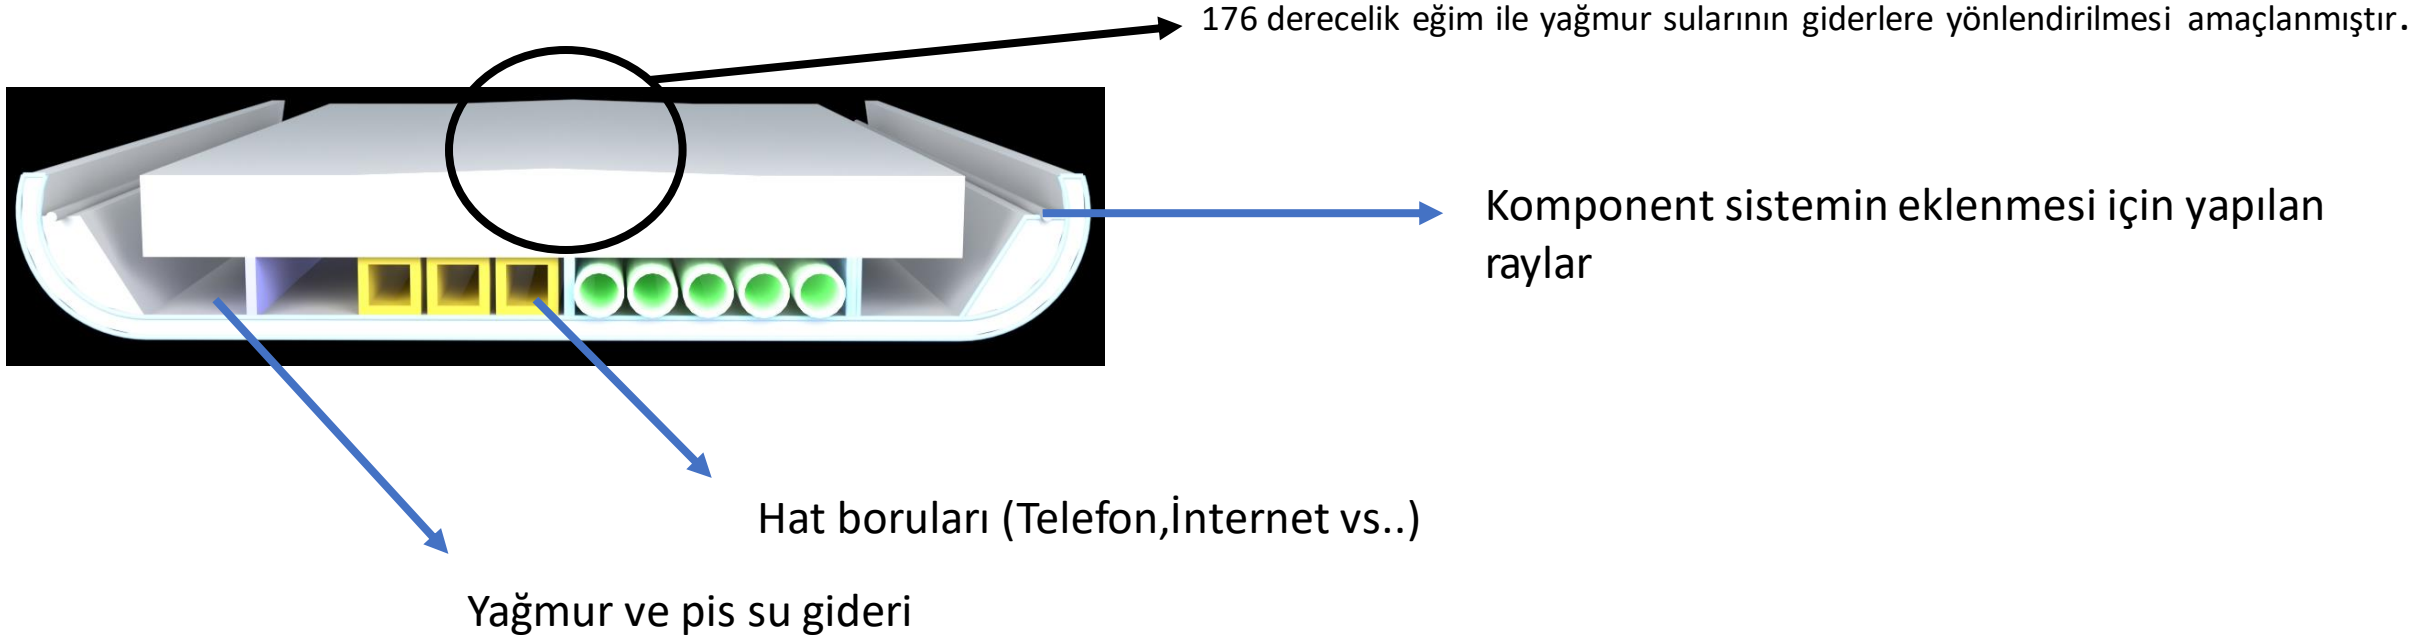 176 derecelik eğim ile yağmur sularının giderlere yönlendirilmesi amaçlanmıştır.
Komponent sistemin eklenmesi için yapılan
raylar
Hat boruları (Telefon,İnternet vs..)
Yağmur ve pis su gideri